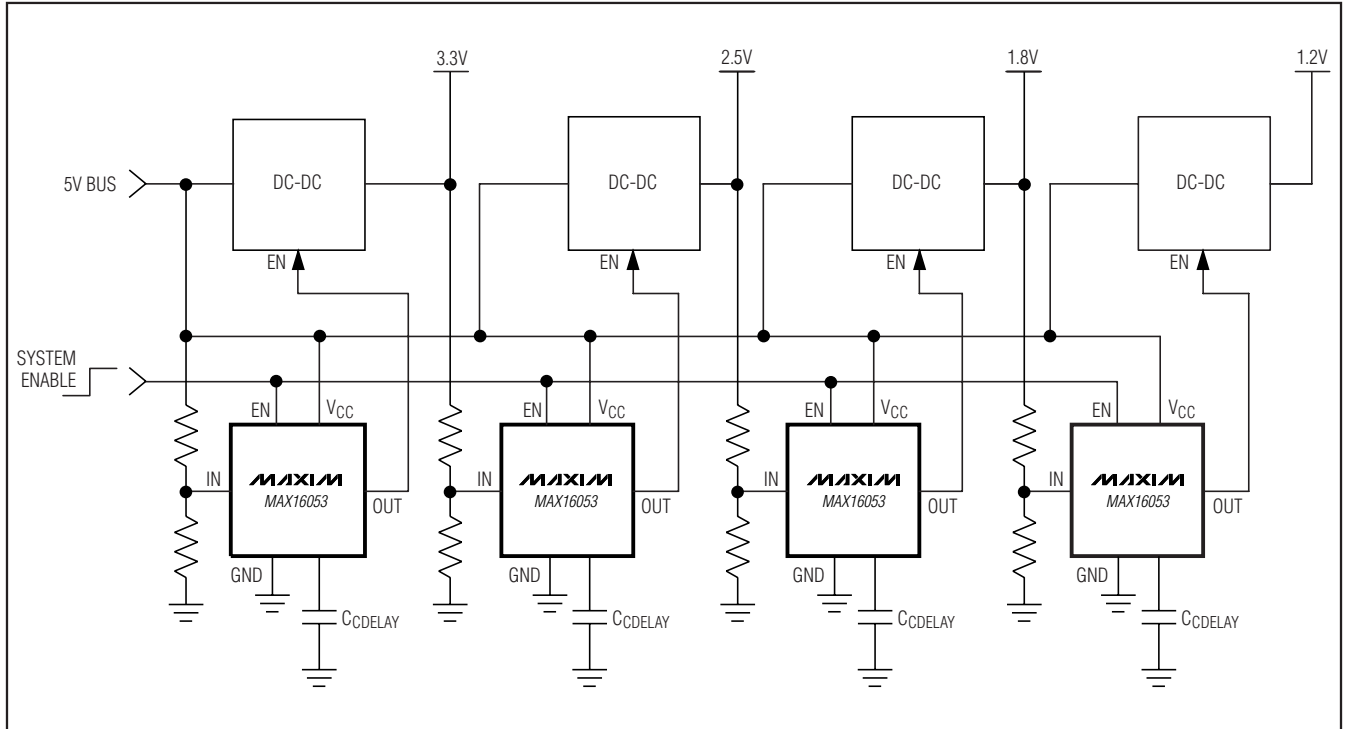 3.3V
2.5V
1.8V
1.2V
5V BUS
DC-DC
DC-DC
DC-DC
DC-DC
EN
EN
EN
EN
SYSTEM
ENABLE
EN
VCC
EN
VCC
EN
VCC
EN
VCC
IN
MAXIM
MAX16053
OUT
IN
MAXIM
MAX16053
OUT
IN
MAXIM
MAX16053
OUT
IN
MAXIM
MAX16053
OUT
GND
GND
GND
GND
CCDELAY
CCDELAY
CCDELAY
CCDELAY